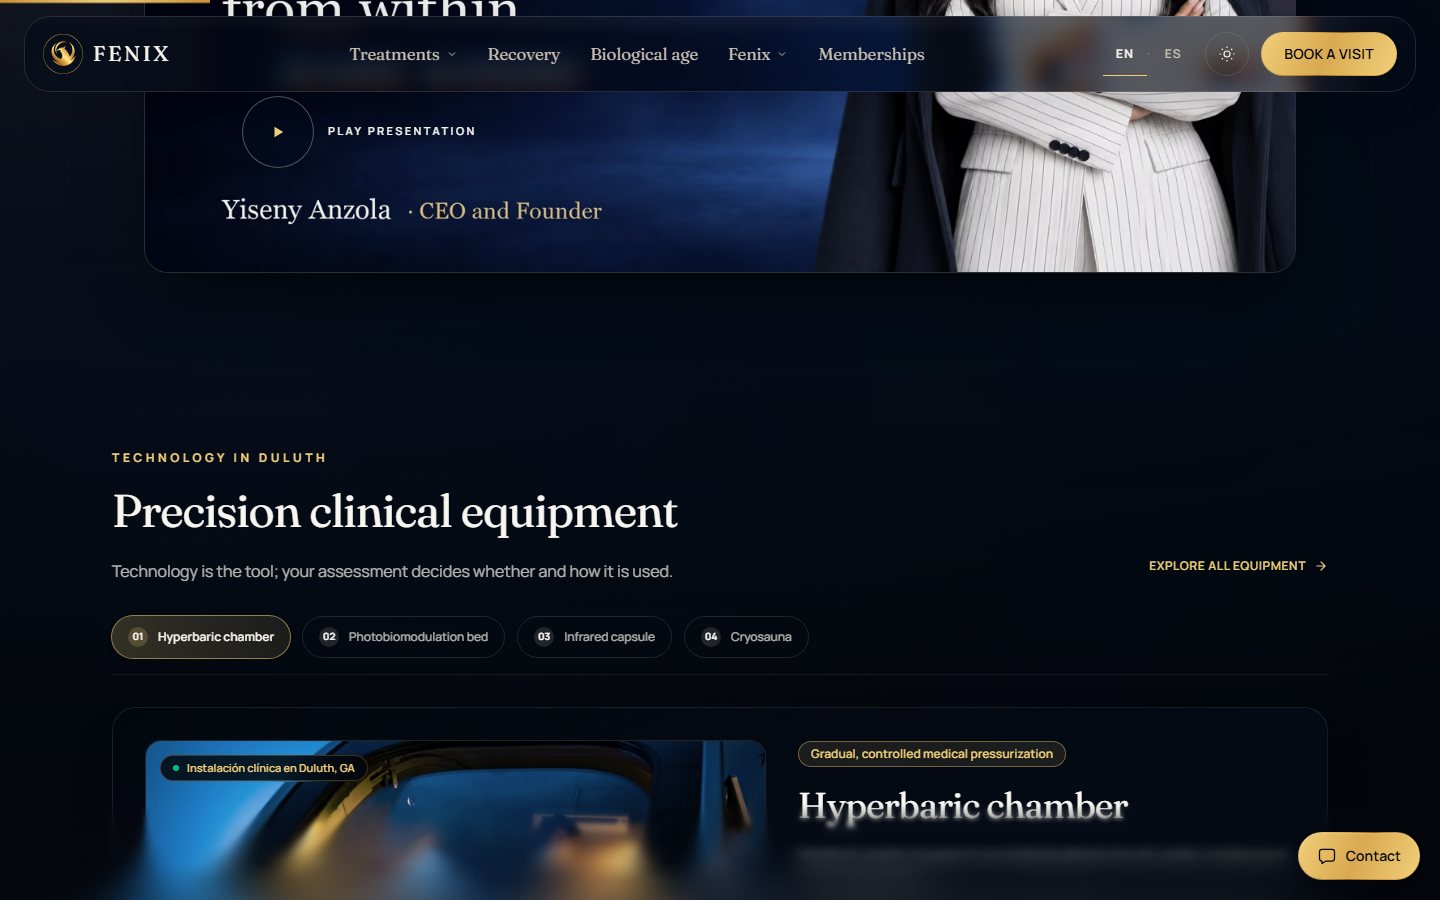 from within
FENIX
Treatments
Recovery
Biological age
Fenix
Memberships
EN · ES
BOOK A VISIT
PLAY PRESENTATION
Yiseny Anzola · CEO and Founder
TECHNOLOGY IN DULUTH
Precision clinical equipment
Technology is the tool; your assessment decides whether and how it is used.
EXPLORE ALL EQUIPMENT →
01 Hyperbaric chamber
02 Photobiomodulation bed
03 Infrared capsule
04 Cryosauna
Instalación clínica en Duluth, GA
Gradual, controlled medical pressurization
Hyperbaric chamber
Contact